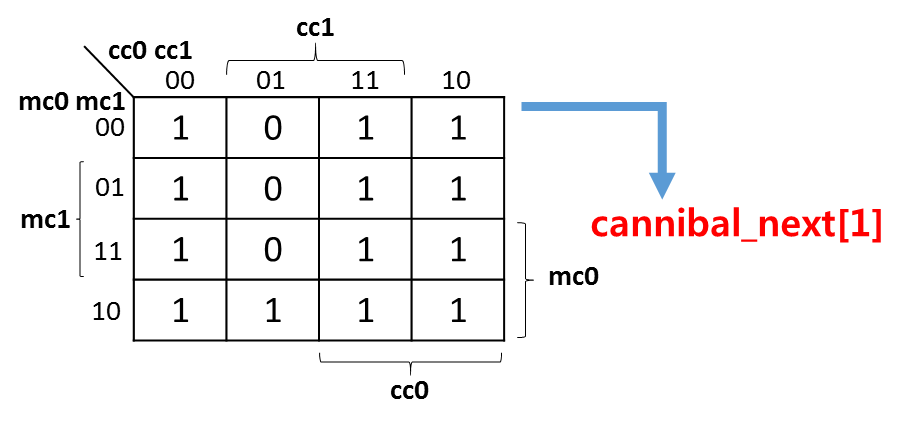 cc1
cc0 cc1
00 01 11 10
mc0 mc1
00 1 0 1 1
01 1 0 1 1
mc1
11 1 0 1 1
10 1 1 1 1
mc0
cc0
cannibal_next[1]